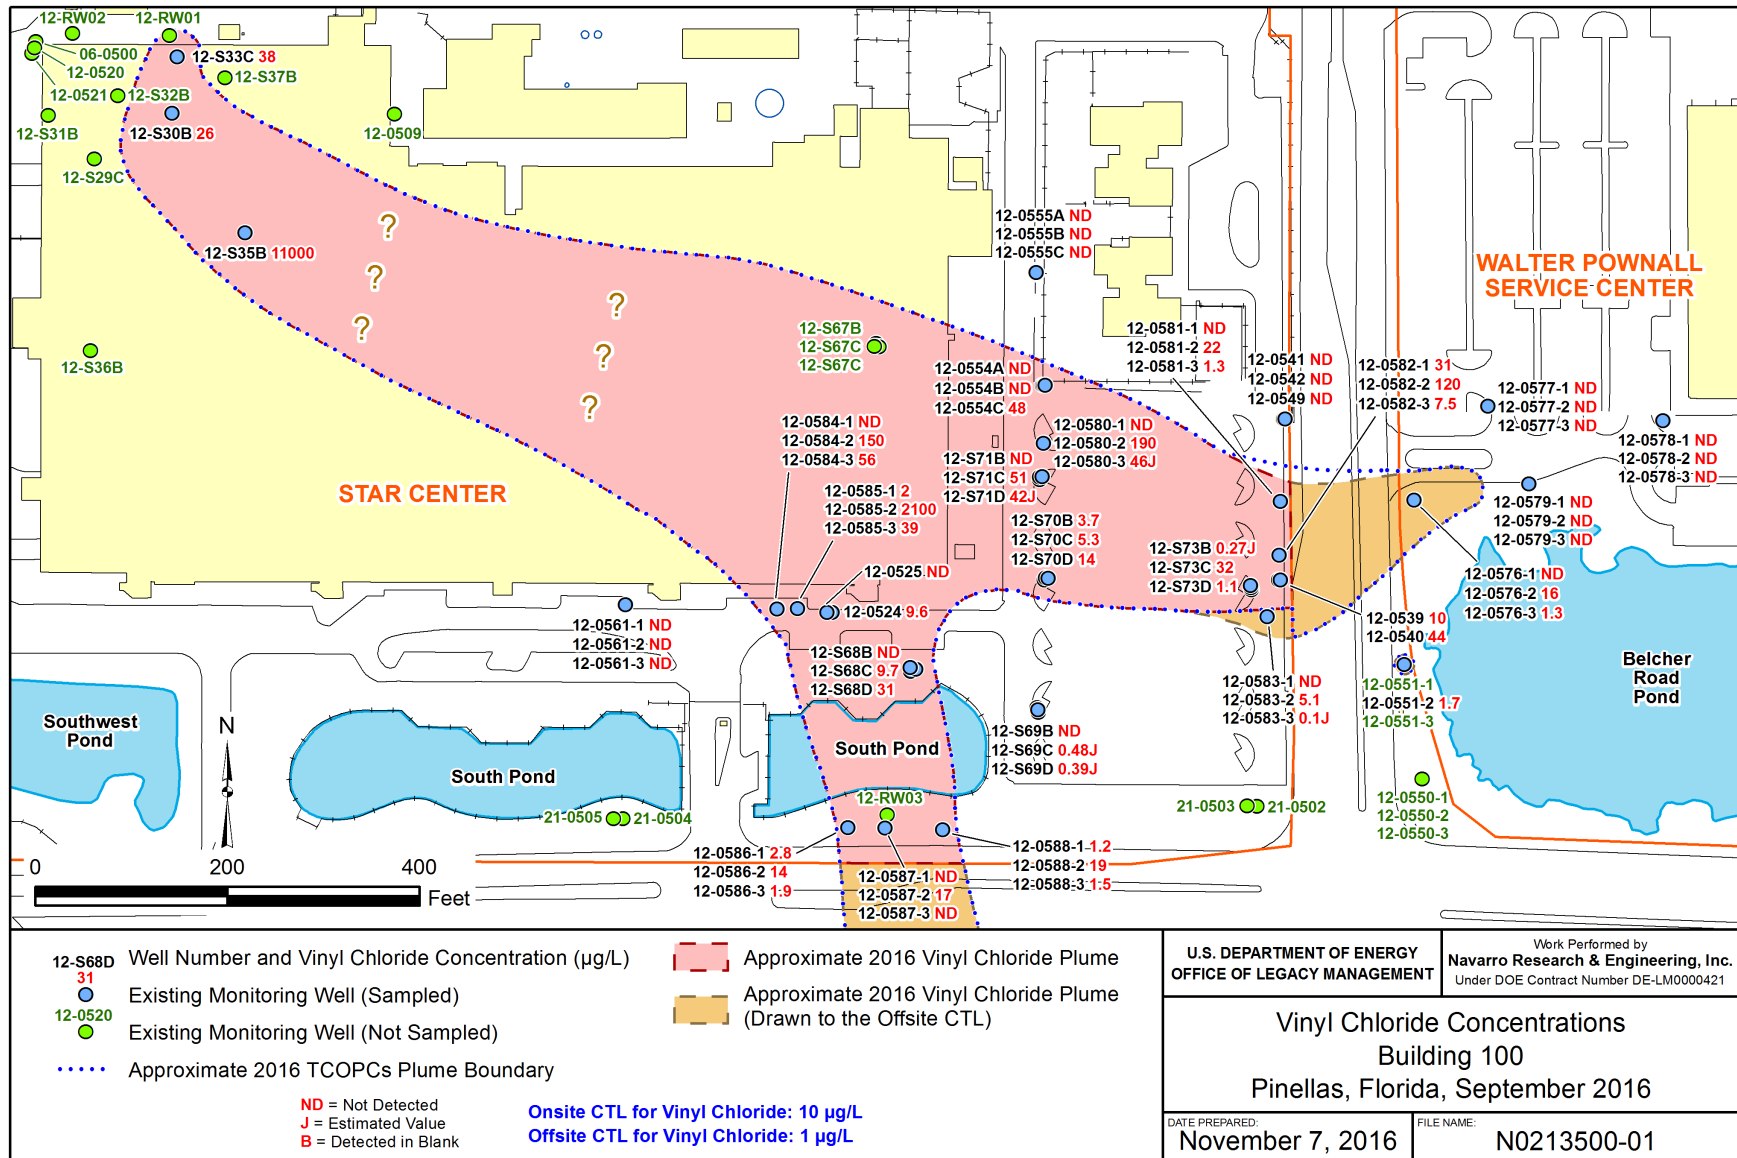 12-RW02
12-RW01
06-0500
12-0520
12-S33C 38
12-S37B
12-0521
12-S32B
12-S31B
12-S30B 26
12-0509
12-S29C
12-S35B 11000
12-S36B
?
?
?
?
?
?
12-0555A ND
12-0555B ND
12-0555C ND
WALTER POWNALL
SERVICE CENTER
12-S67B
12-S67C
12-S67C
12-0554A ND
12-0554B ND
12-0554C 48
12-0581-1 ND
12-0581-2 22
12-0581-3 1.3
12-0541 ND
12-0542 ND
12-0549 ND
12-0582-1 31
12-0582-2 120
12-0582-3 7.5
12-0577-1 ND
12-0577-2 ND
12-0577-3 ND
12-0578-1 ND
12-0578-2 ND
12-0578-3 ND
12-0584-1 ND
12-0584-2 150
12-0584-3 56
12-0580-1 ND
12-0580-2 190
12-0580-3 46J
12-S71B ND
12-S71C 51
12-S71D 42J
STAR CENTER
12-0585-1 2
12-0585-2 2100
12-0585-3 39
12-S70B 3.7
12-S70C 5.3
12-S70D 14
12-0579-1 ND
12-0579-2 ND
12-0579-3 ND
12-S73B 0.27J
12-S73C 32
12-S73D 1.1
12-0576-1 ND
12-0576-2 16
12-0576-3 1.3
12-0525 ND
12-0524 9.6
12-0539 10
12-0540 44
12-0561-1 ND
12-0561-2 ND
12-0561-3 ND
12-S68B ND
12-S68C 9.7
12-S68D 31
12-0583-1 ND
12-0583-2 5.1
12-0583-3 0.1J
12-0551-1
12-0551-2 1.7
12-0551-3
Belcher
Road
Pond
Southwest
Pond
N
South Pond
South Pond
12-S69B ND
12-S69C 0.48J
12-S69D 0.39J
12-RW03
21-0505
21-0504
21-0503
21-0502
12-0550-1
12-0550-2
12-0550-3
12-0586-1 2.8
12-0586-2 14
12-0586-3 1.9
12-0587-1 ND
12-0587-2 17
12-0587-3 ND
12-0588-1 1.2
12-0588-2 19
12-0588-3 1.5
0 200 400
Feet
12-S68D
31
Well Number and Vinyl Chloride Concentration (µg/L)
Existing Monitoring Well (Sampled)
12-0520
Existing Monitoring Well (Not Sampled)
Approximate 2016 TCOPCs Plume Boundary
Approximate 2016 Vinyl Chloride Plume
Approximate 2016 Vinyl Chloride Plume
(Drawn to the Offsite CTL)
ND = Not Detected
J = Estimated Value
B = Detected in Blank
Onsite CTL for Vinyl Chloride: 10 µg/L
Offsite CTL for Vinyl Chloride: 1 µg/L
U.S. DEPARTMENT OF ENERGY
OFFICE OF LEGACY MANAGEMENT
Work Performed by
Navarro Research & Engineering, Inc.
Under DOE Contract Number DE-LM0000421
Vinyl Chloride Concentrations
Building 100
Pinellas, Florida, September 2016
DATE PREPARED:
November 7, 2016
FILE NAME:
N0213500-01